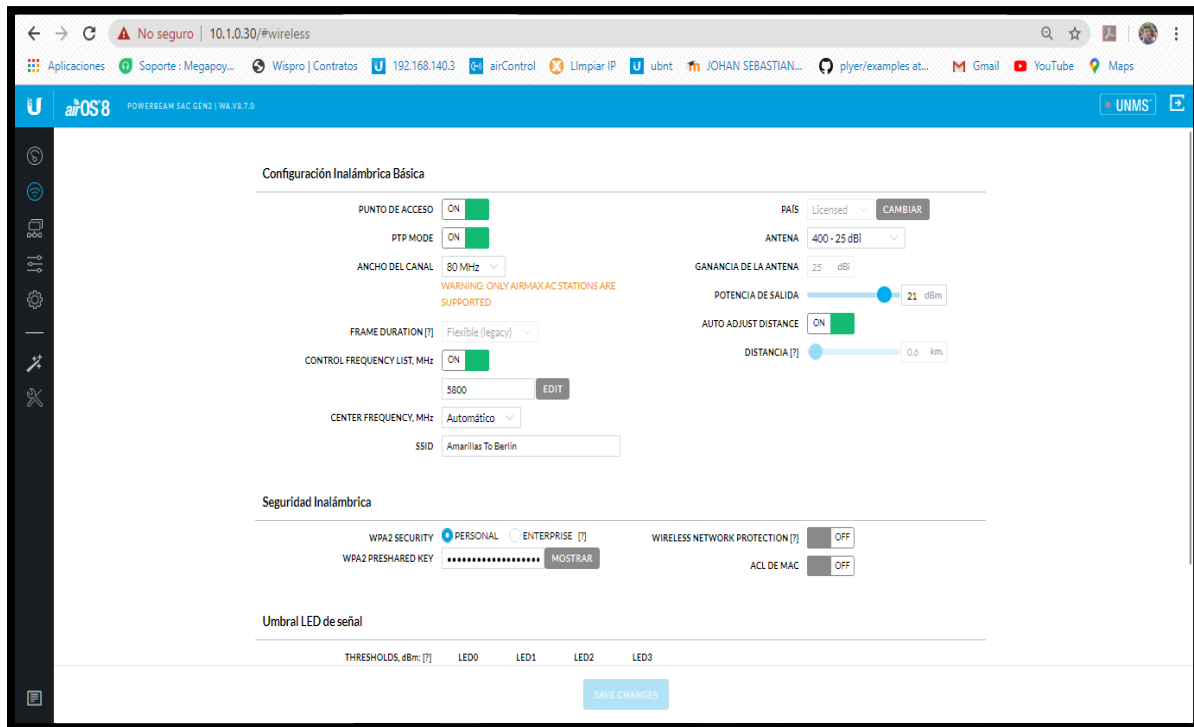 No seguro | 10.1.0.30/#wireless
Aplicaciones Soporte : Megapoy... Wispro | Contratos 192.168.140.3 airControl LImpiar IP ubnt JOHAN SEBASTIAN... plyer/examples at... Gmail YouTube Maps
U airOS 8 POWERBEAM 5AC GEN2 | WA.V8.7.0 UNMS
Configuración Inalámbrica Básica
PUNTO DE ACCESO ON PAÍS Licensed CAMBIAR
PTP MODE ON ANTENA 400 - 25 dBi
ANCHO DEL CANAL 80 MHz GANANCIA DE LA ANTENA 25 dBi
WARNING: ONLY AIRMAX AC STATIONS ARE
SUPPORTED
POTENCIA DE SALIDA 21 dBm
FRAME DURATION [?] Flexible (legacy) AUTO ADJUST DISTANCE ON
CONTROL FREQUENCY LIST, MHz ON DISTANCIA [?] 0.6 km.
5800 EDIT
CENTER FREQUENCY, MHz Automático
SSID Amarillas To Berlin
Seguridad Inalámbrica
WPA2 SECURITY PERSONAL ENTERPRISE [?] WIRELESS NETWORK PROTECTION [?] OFF
WPA2 PRESHARED KEY ••••••••••••••••••• MOSTRAR ACL DE MAC OFF
Umbral LED de señal
THRESHOLDS, dBm: [?] LED0 LED1 LED2 LED3
SAVE CHANGES